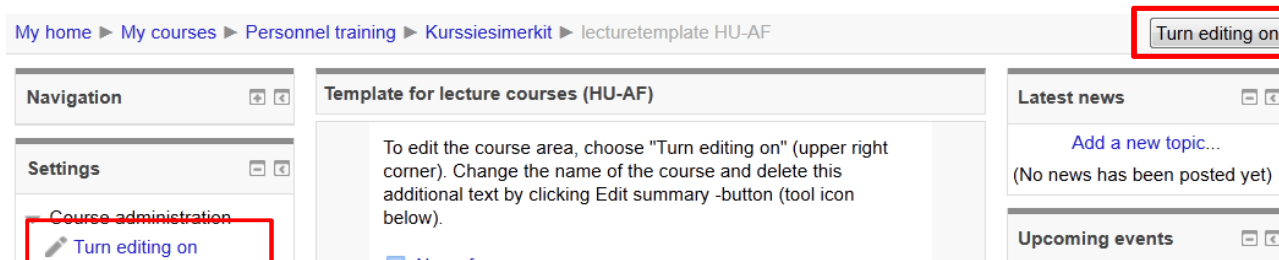 My home ► My courses ► Personnel training ► Kurssiesimerkit ► lecturetemplate HU-AF
Turn editing on
Navigation
Settings
Course administration
Turn editing on
Template for lecture courses (HU-AF)
To edit the course area, choose "Turn editing on" (upper right
corner). Change the name of the course and delete this
additional text by clicking Edit summary -button (tool icon
below).
Latest news
Add a new topic...
(No news has been posted yet)
Upcoming events